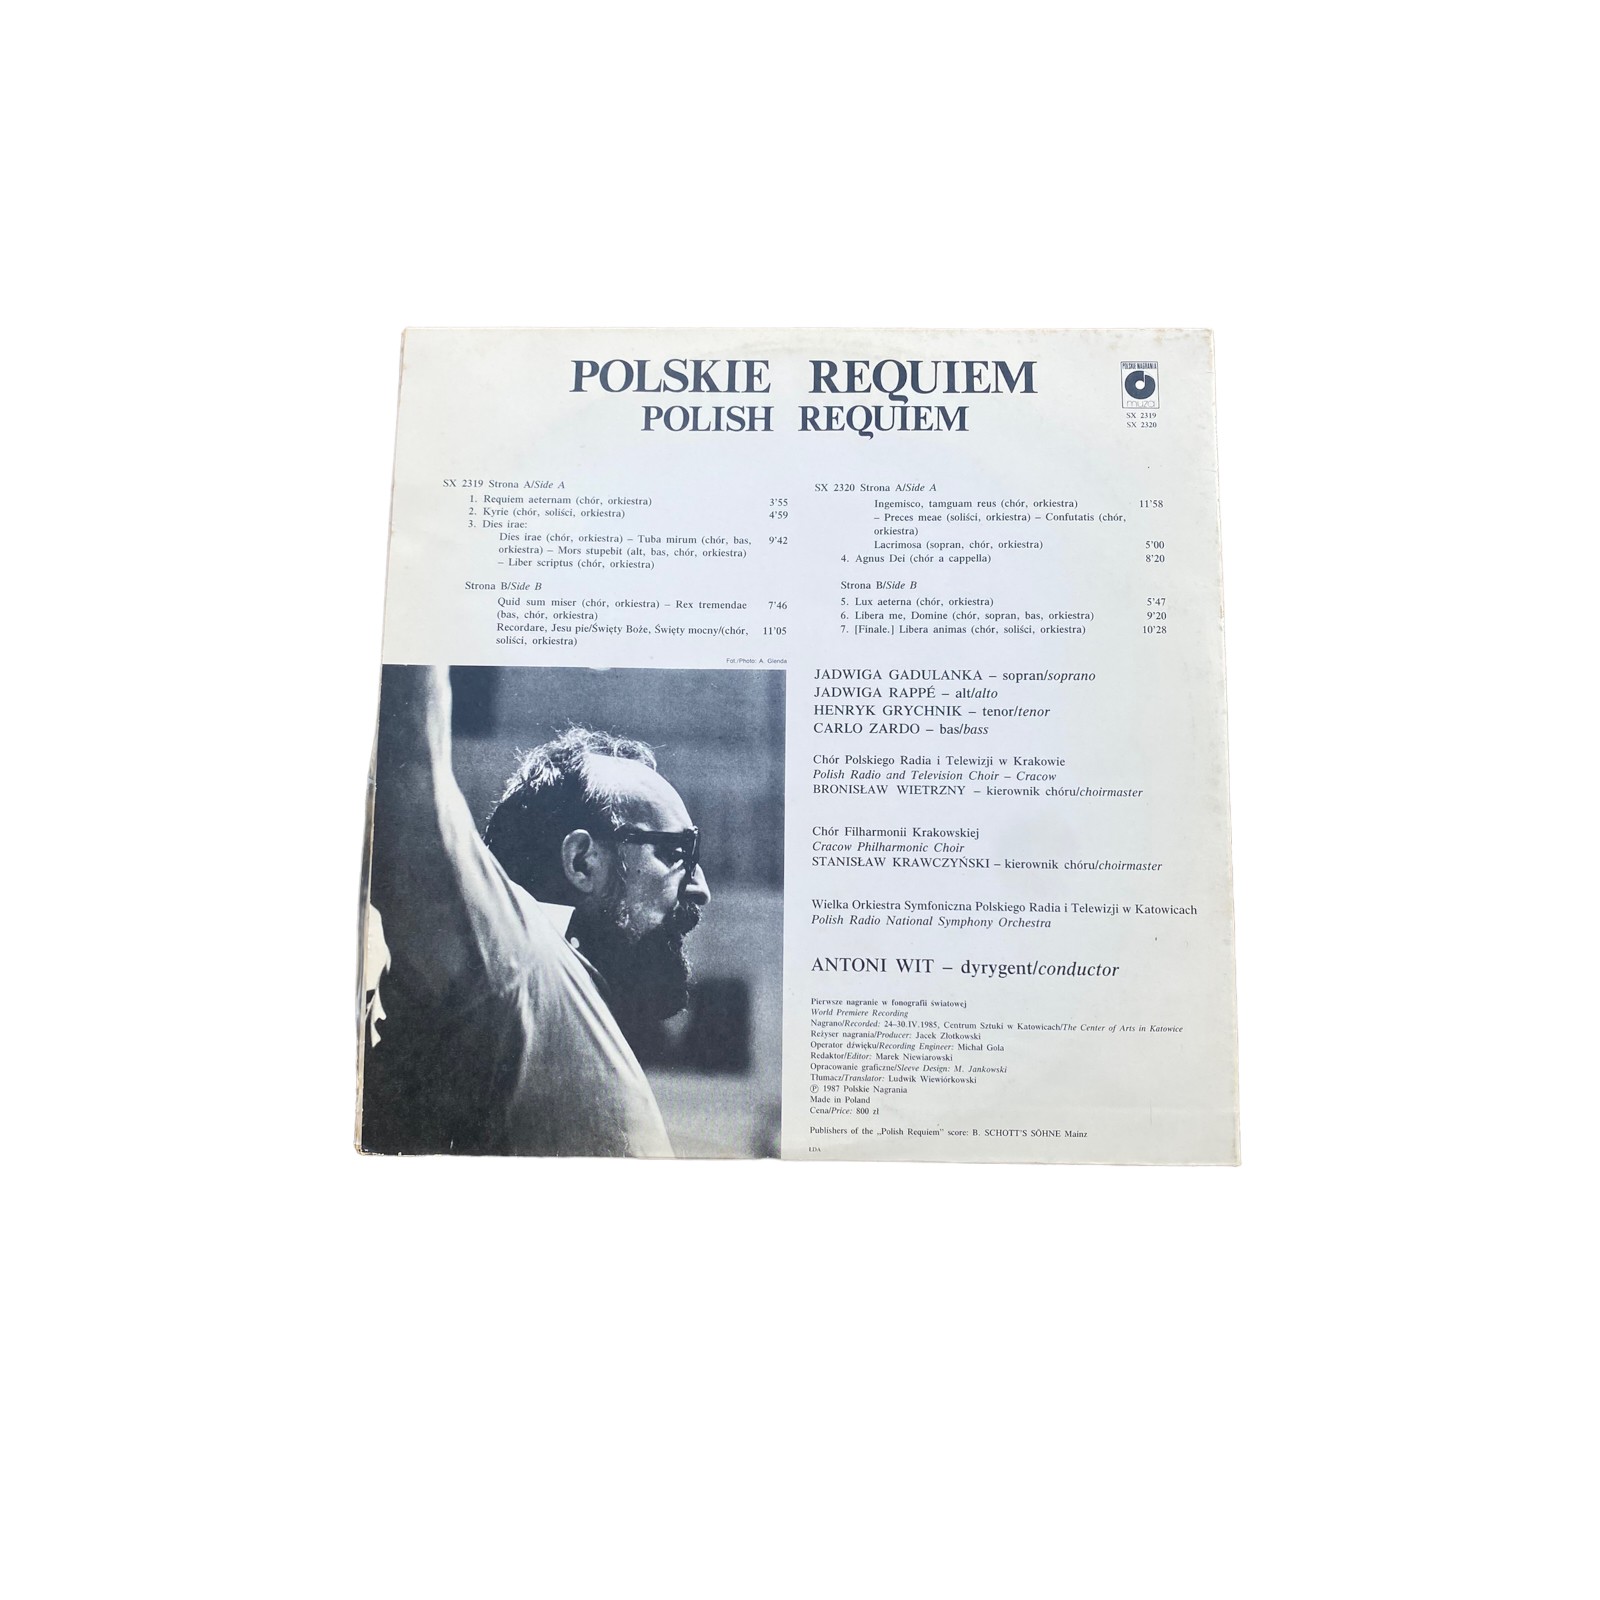 POLSKIE REQUIEM
POLISH REQUIEM
POLSKIE NAGRANIA
muza
SX 2319
SX 2320
SX 2319 Strona A/Side A
1. Requiem aeternam (chór, orkiestra) 3'55
2. Kyrie (chór, soliści, orkiestra) 4'59
3. Dies irae:
Dies irae (chór, orkiestra) – Tuba mirum (chór, bas, 9'42
orkiestra) – Mors stupebit (alt, bas, chór, orkiestra)
– Liber scriptus (chór, orkiestra)
Strona B/Side B
Quid sum miser (chór, orkiestra) – Rex tremendae 7'46
(bas, chór, orkiestra)
Recordare, Jesu pie/Święty Boże, Święty mocny/(chór, 11'05
soliści, orkiestra)
Fot./Photo: A. Glenda
SX 2320 Strona A/Side A
Ingemisco, tamguam reus (chór, orkiestra) 11'58
– Preces meae (soliści, orkiestra) – Confutatis (chór,
orkiestra)
Lacrimosa (sopran, chór, orkiestra) 5'00
4. Agnus Dei (chór a cappella) 8'20
Strona B/Side B
5. Lux aeterna (chór, orkiestra) 5'47
6. Libera me, Domine (chór, sopran, bas, orkiestra) 9'20
7. [Finale.] Libera animas (chór, soliści, orkiestra) 10'28
JADWIGA GADULANKA – sopran/soprano
JADWIGA RAPPÉ – alt/alto
HENRYK GRYCHNIK – tenor/tenor
CARLO ZARDO – bas/bass
Chór Polskiego Radia i Telewizji w Krakowie
Polish Radio and Television Choir – Cracow
BRONISŁAW WIETRZNY – kierownik chóru/choirmaster
Chór Filharmonii Krakowskiej
Cracow Philharmonic Choir
STANISŁAW KRAWCZYŃSKI – kierownik chóru/choirmaster
Wielka Orkiestra Symfoniczna Polskiego Radia i Telewizji w Katowicach
Polish Radio National Symphony Orchestra
ANTONI WIT – dyrygent/conductor
Pierwsze nagranie w fonografii światowej
World Premiere Recording
Nagrano/Recorded: 24–30.IV.1985, Centrum Sztuki w Katowicach/The Center of Arts in Katowice
Reżyser nagrania/Producer: Jacek Złotkowski
Operator dźwięku/Recording Engineer: Michał Gola
Redaktor/Editor: Marek Niewiarowski
Opracowanie graficzne/Sleeve Design: M. Jankowski
Tłumacz/Translator: Ludwik Wiewiórkowski
Ⓟ 1987 Polskie Nagrania
Made in Poland
Cena/Price: 800 zł
Publishers of the „Polish Requiem" score: B. SCHOTT'S SÖHNE Mainz
LDA